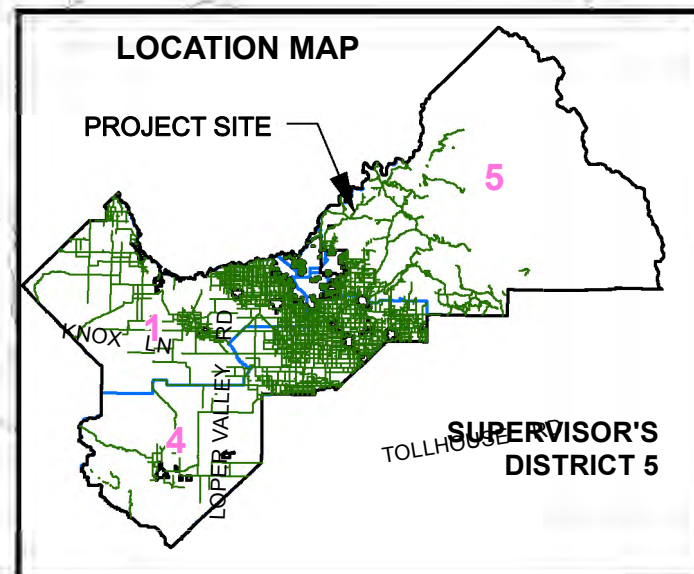 LOCATION MAP
PROJECT SITE
5
1
KNOX LN
LOPER VALLEY RD
4
TOLLHOUSE RD
SUPERVISOR'S
DISTRICT 5